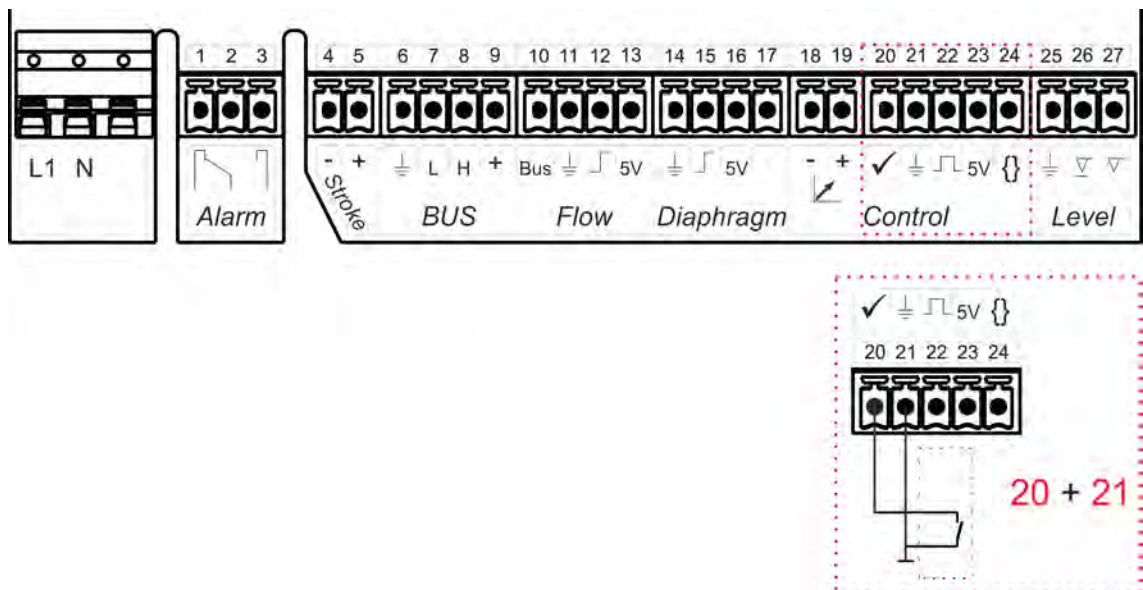 1 2 3 4 5 6 7 8 9 10 11 12 13 14 15 16 17 18 19 20 21 22 23 24 25 26 27
L1 N - + L H + Bus 5V 5V - + ✓ 5V {}
Stroke
Alarm BUS Flow Diaphragm Control Level
✓ 5V {}
20 21 22 23 24
20 + 21